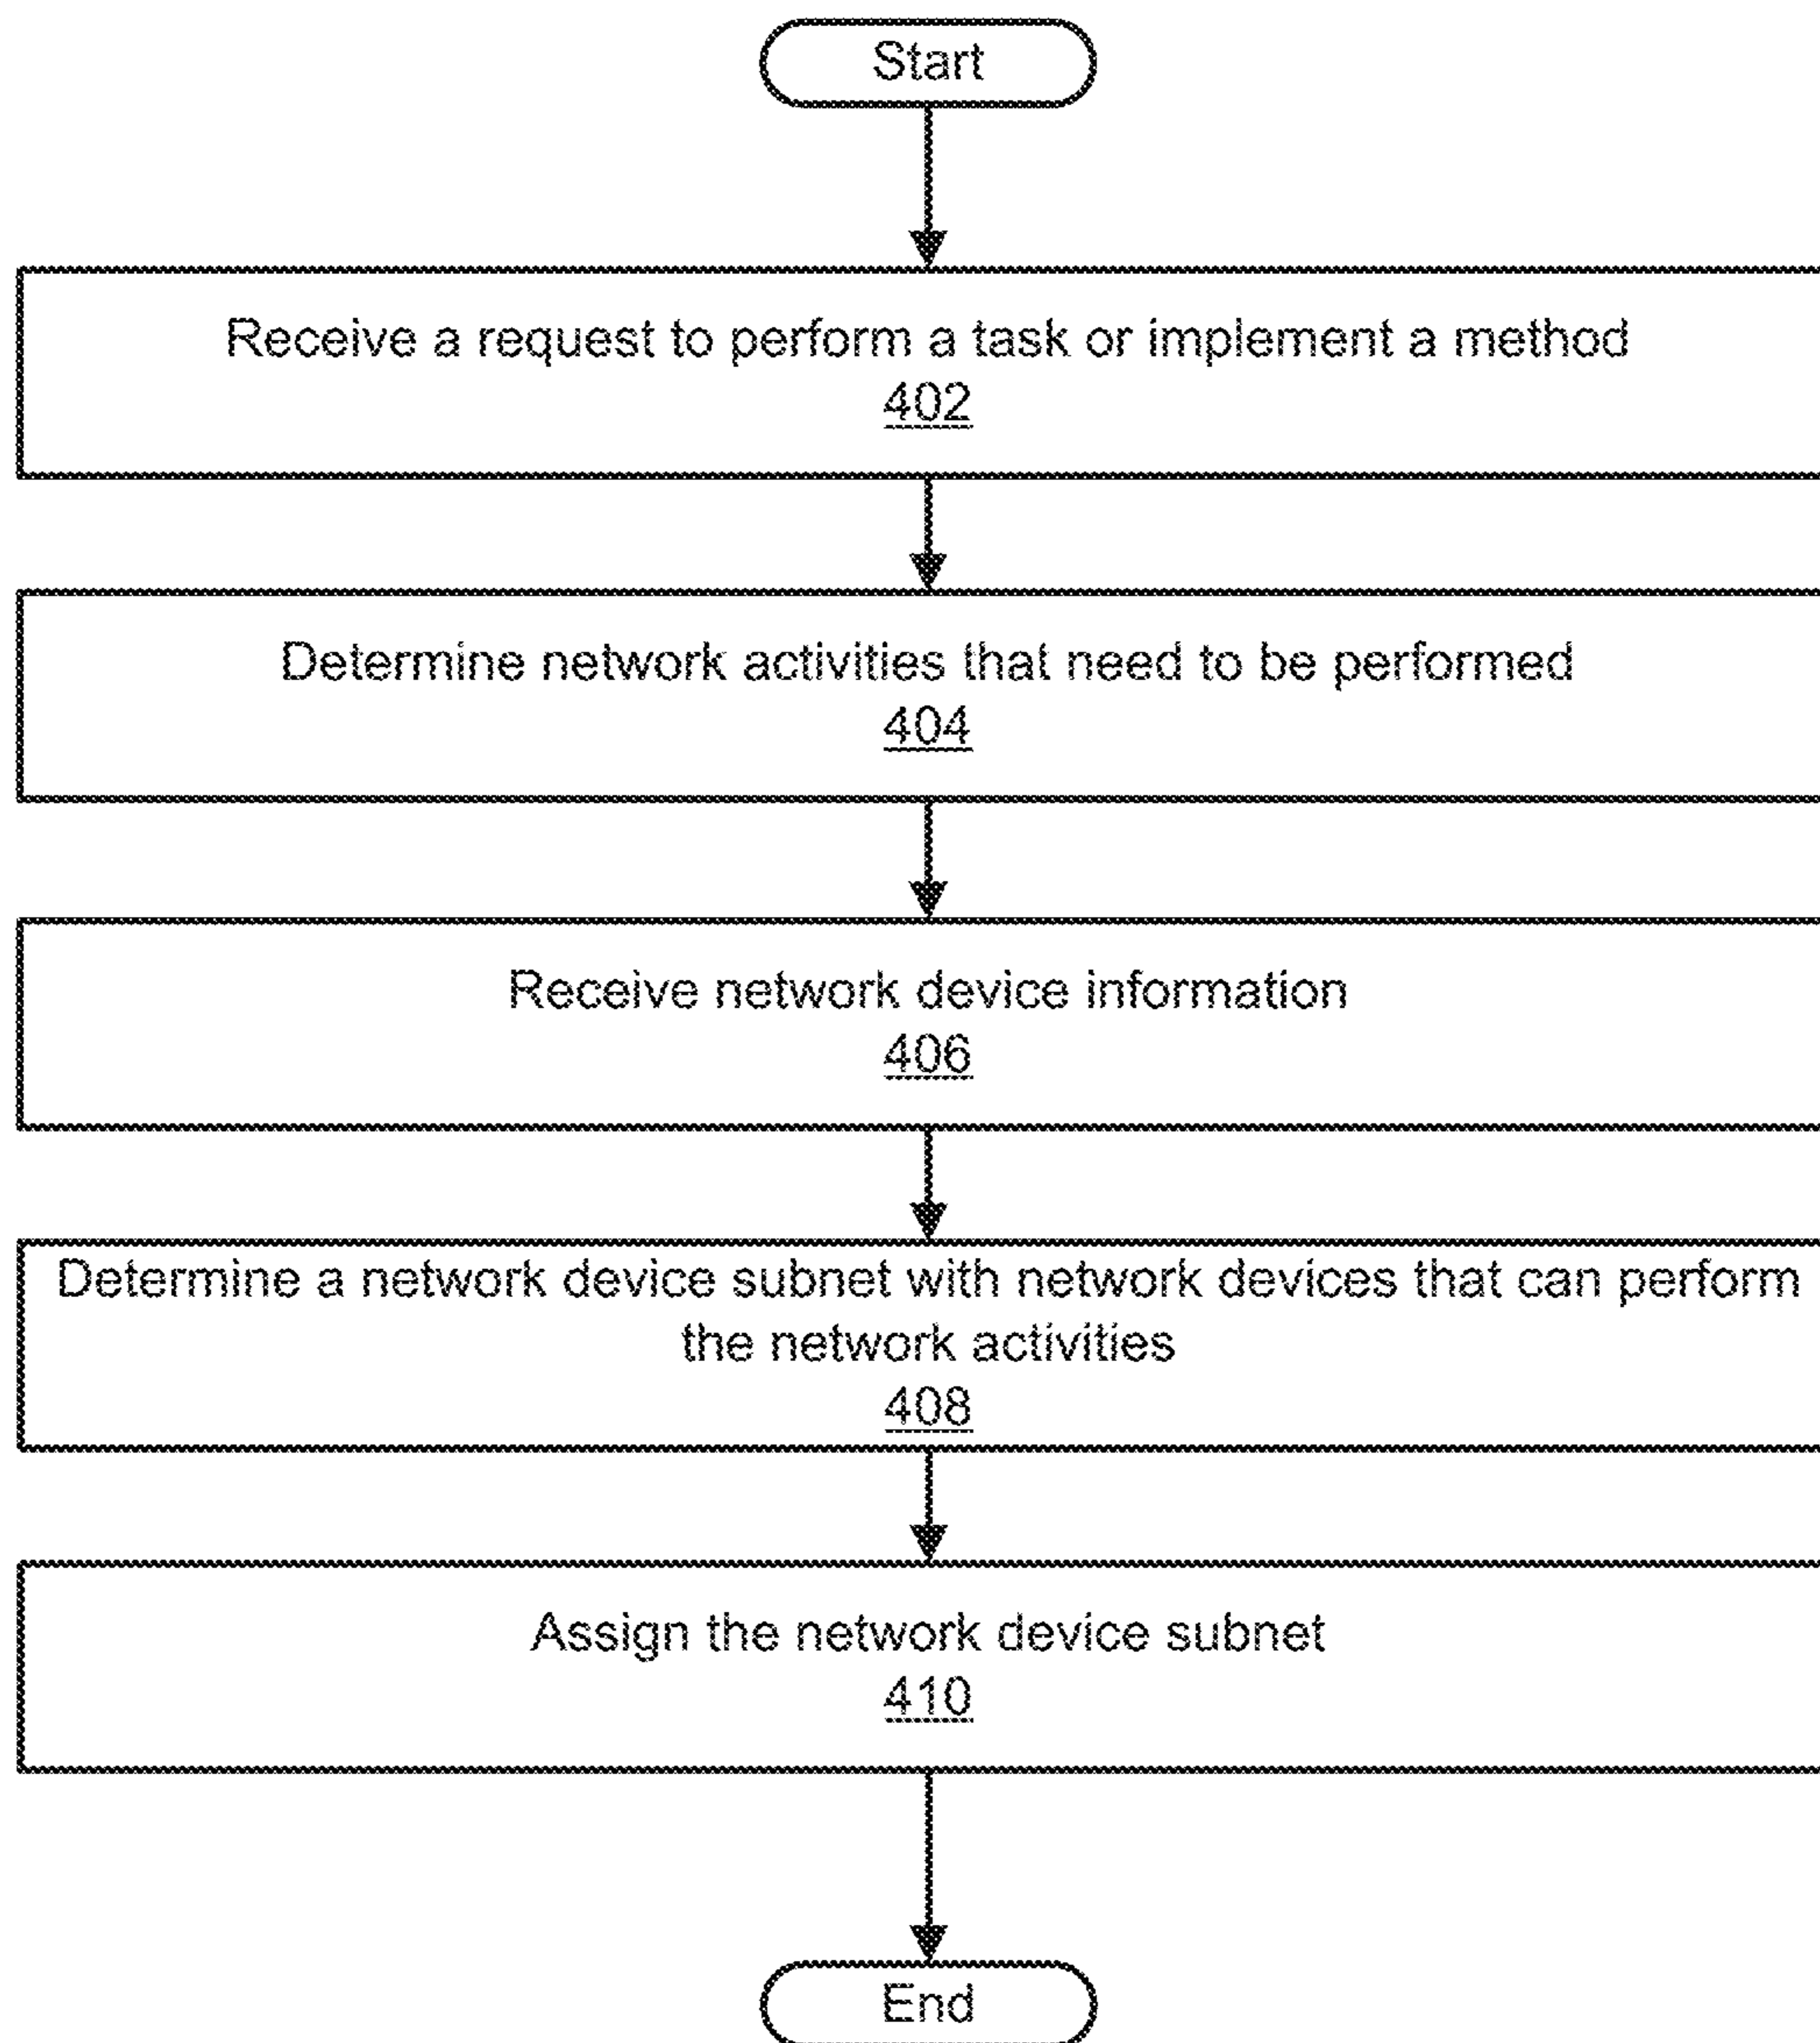 Start
Receive a request to perform a task or implement a method
402
Determine network activities that need to be performed
404
Receive network device information
406
Determine a network device subnet with network devices that can perform
the network activities
408
Assign the network device subnet
410
End